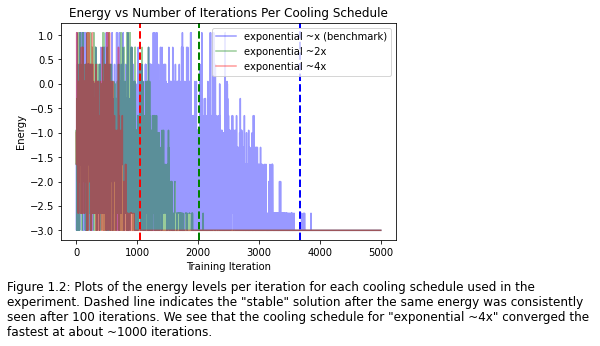 Energy vs Number of Iterations Per Cooling Schedule
exponential ~x (benchmark)
exponential ~2x
exponential ~4x
1.0
0.5
0.0
−0.5
−1.0
−1.5
−2.0
−2.5
−3.0
Energy
0 1000 2000 3000 4000 5000
Training Iteration
Figure 1.2: Plots of the energy levels per iteration for each cooling schedule used in the
experiment. Dashed line indicates the "stable" solution after the same energy was consistently
seen after 100 iterations. We see that the cooling schedule for "exponential ~4x" converged the
fastest at about ~1000 iterations.